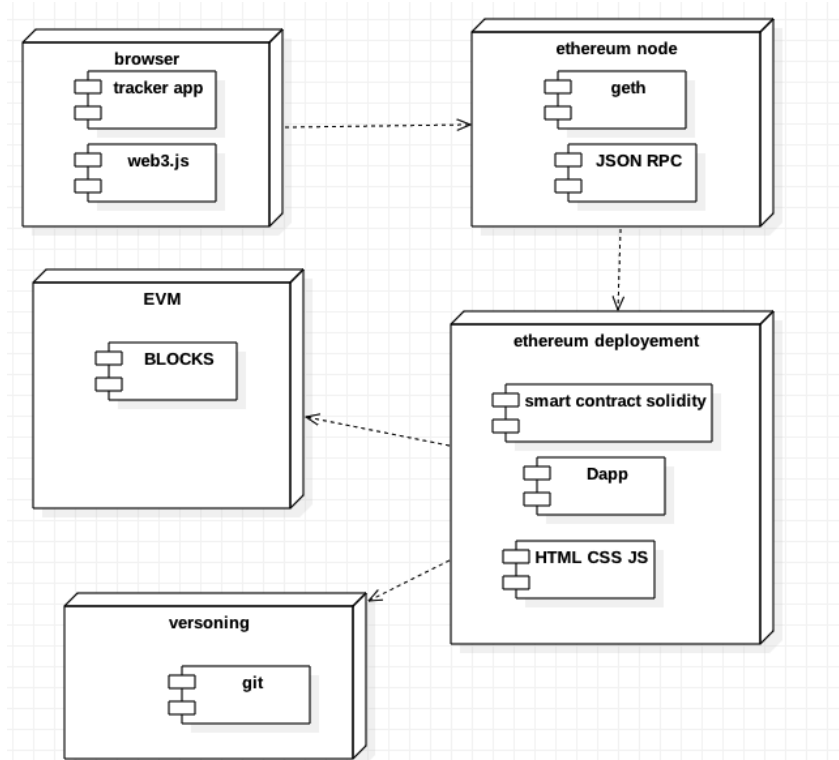 browser
tracker app
web3.js
ethereum node
geth
JSON RPC
EVM
BLOCKS
ethereum deployement
smart contract solidity
Dapp
HTML CSS JS
versoning
git